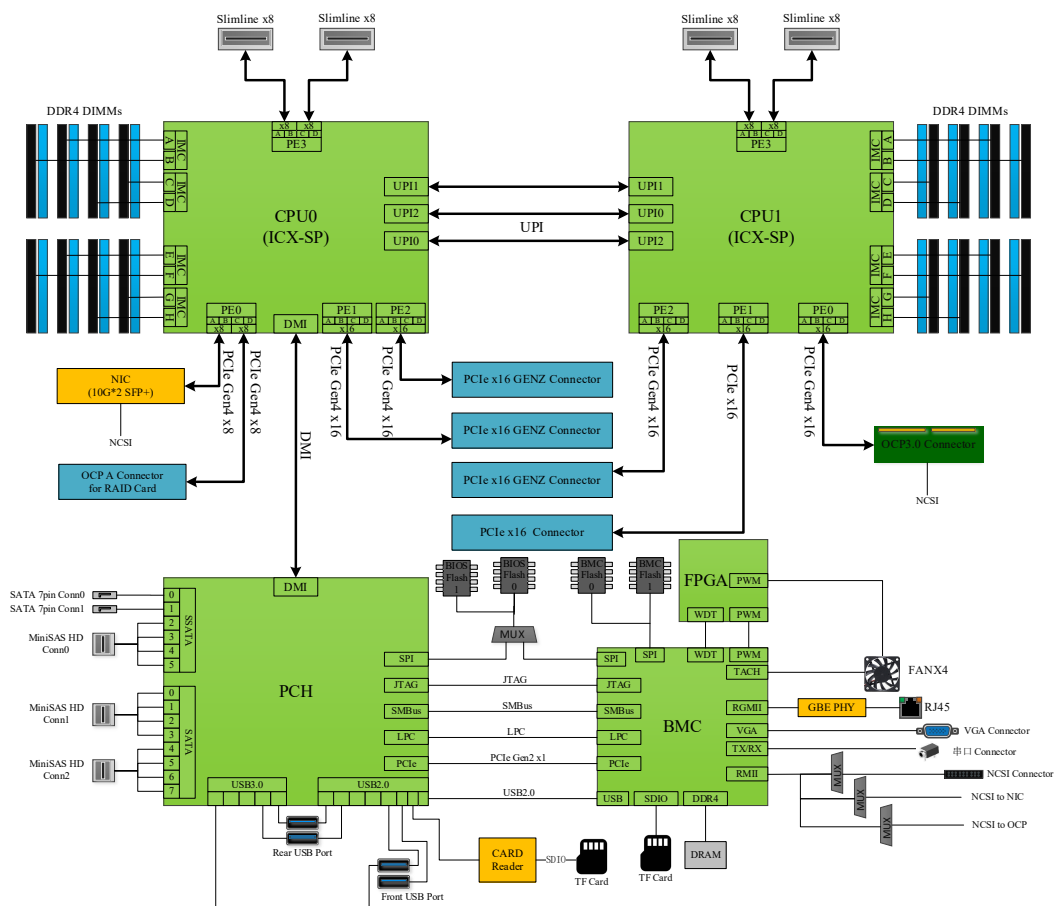 Slimline x8
Slimline x8
Slimline x8
Slimline x8
DDR4 DIMMs
DDR4 DIMMs
x8
x8
A B C D
PE3
x8
x8
A B C D
PE3
A
B
IMC
C
D
IMC
E
F
IMC
G
H
IMC
A
B
IMC
C
D
IMC
E
F
IMC
G
H
IMC
CPU0
(ICX-SP)
CPU1
(ICX-SP)
UPI1
UPI2
UPI0
UPI
UPI1
UPI0
UPI2
PE0
A B C D
x8
x8
DMI
PE1
A B C D
x16
PE2
A B C D
x16
PE2
A B C D
x16
PE1
A B C D
x16
PE0
A B C D
x16
PCIe Gen4 x8
PCIe Gen4 x8
DMI
PCIe Gen4 x16
PCIe Gen4 x16
PCIe Gen4 x16
PCIe x16
PCIe Gen4 x16
NIC
(10G*2 SFP+)
NCSI
OCP A Connector
for RAID Card
PCIe x16 GENZ Connector
PCIe x16 GENZ Connector
PCIe x16 GENZ Connector
PCIe x16 Connector
OCP3.0 Connector
NCSI
BIOS
Flash
1
BIOS
Flash
0
BMC
Flash
0
BMC
Flash
1
MUX
FPGA
PWM
WDT
PWM
DMI
SATA 7pin Conn0
SATA 7pin Conn1
MiniSAS HD
Conn0
MiniSAS HD
Conn1
MiniSAS HD
Conn2
0
1
2
3
4
5
SSATA
0
1
2
3
4
5
6
7
SATA
PCH
SPI
JTAG
SMBus
LPC
PCIe
USB3.0
USB2.0
JTAG
SMBus
LPC
PCIe Gen2 x1
USB2.0
SPI
SPI
WDT
PWM
TACH
JTAG
SMBus
LPC
PCIe
USB
SDIO
DDR4
BMC
RGMII
VGA
TX/RX
RMII
FANX4
GBE PHY
RJ45
VGA Connector
串口 Connector
MUX
NCSI Connector
MUX
NCSI to NIC
MUX
NCSI to OCP
Rear USB Port
Front USB Port
CARD
Reader
SDIO
TF Card
TF Card
DRAM